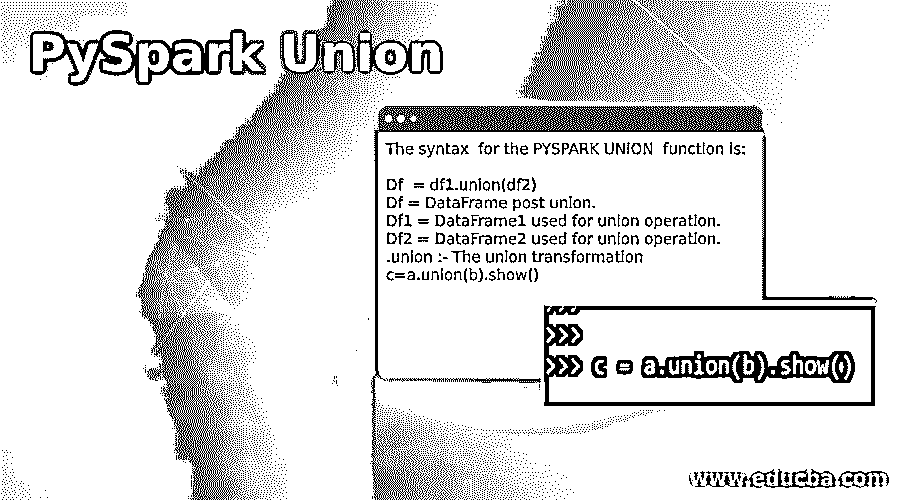 PySpark Union
The syntax for the PYSPARK UNION function is:
Df = df1.union(df2)
Df = DataFrame post union.
Df1 = DataFrame1 used for union operation.
Df2 = DataFrame2 used for union operation.
.union :- The union transformation
c=a.union(b).show()
>>>
>>>
>>> c = a.union(b).show()
www.educba.com